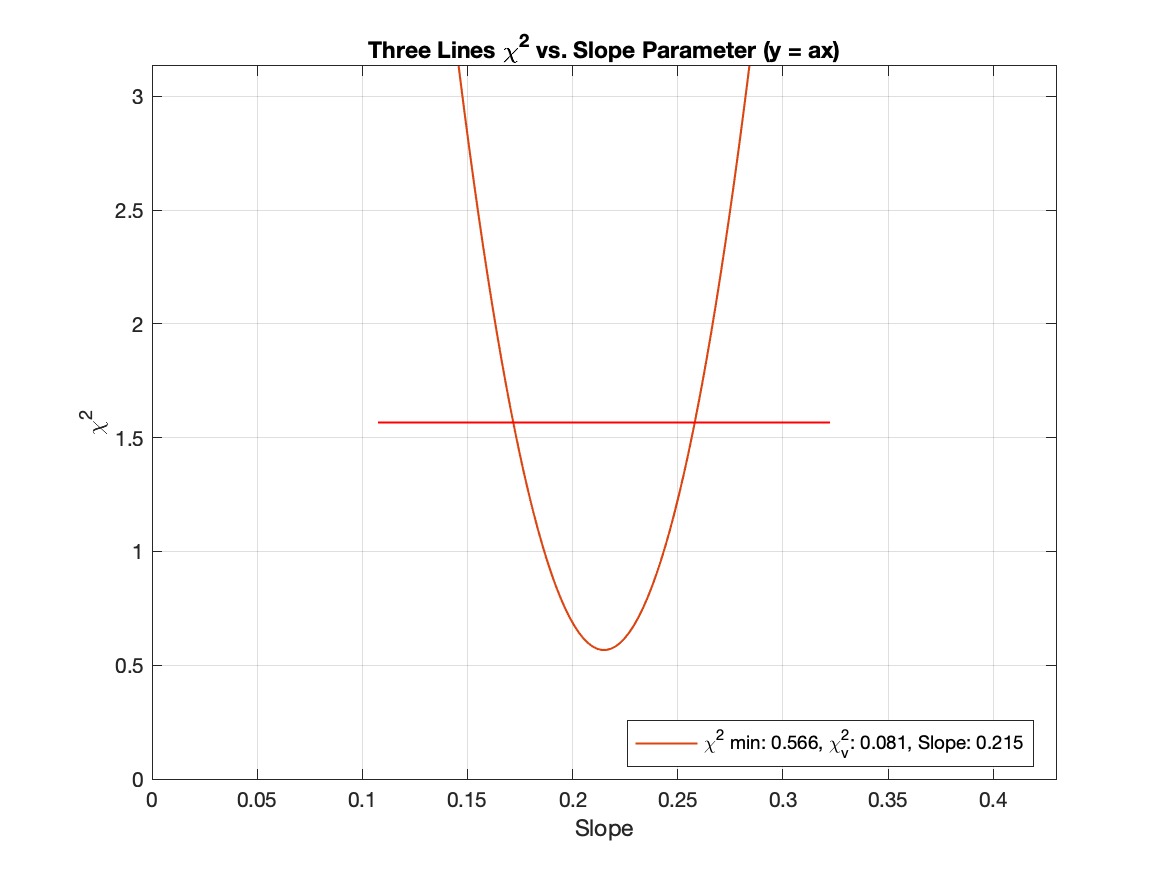 Three Lines χ² vs. Slope Parameter (y = ax)
3
2.5
2
χ²
1.5
1
0.5
χ² min: 0.566, χ²ᵥ: 0.081, Slope: 0.215
0
0 0.05 0.1 0.15 0.2 0.25 0.3 0.35 0.4
Slope